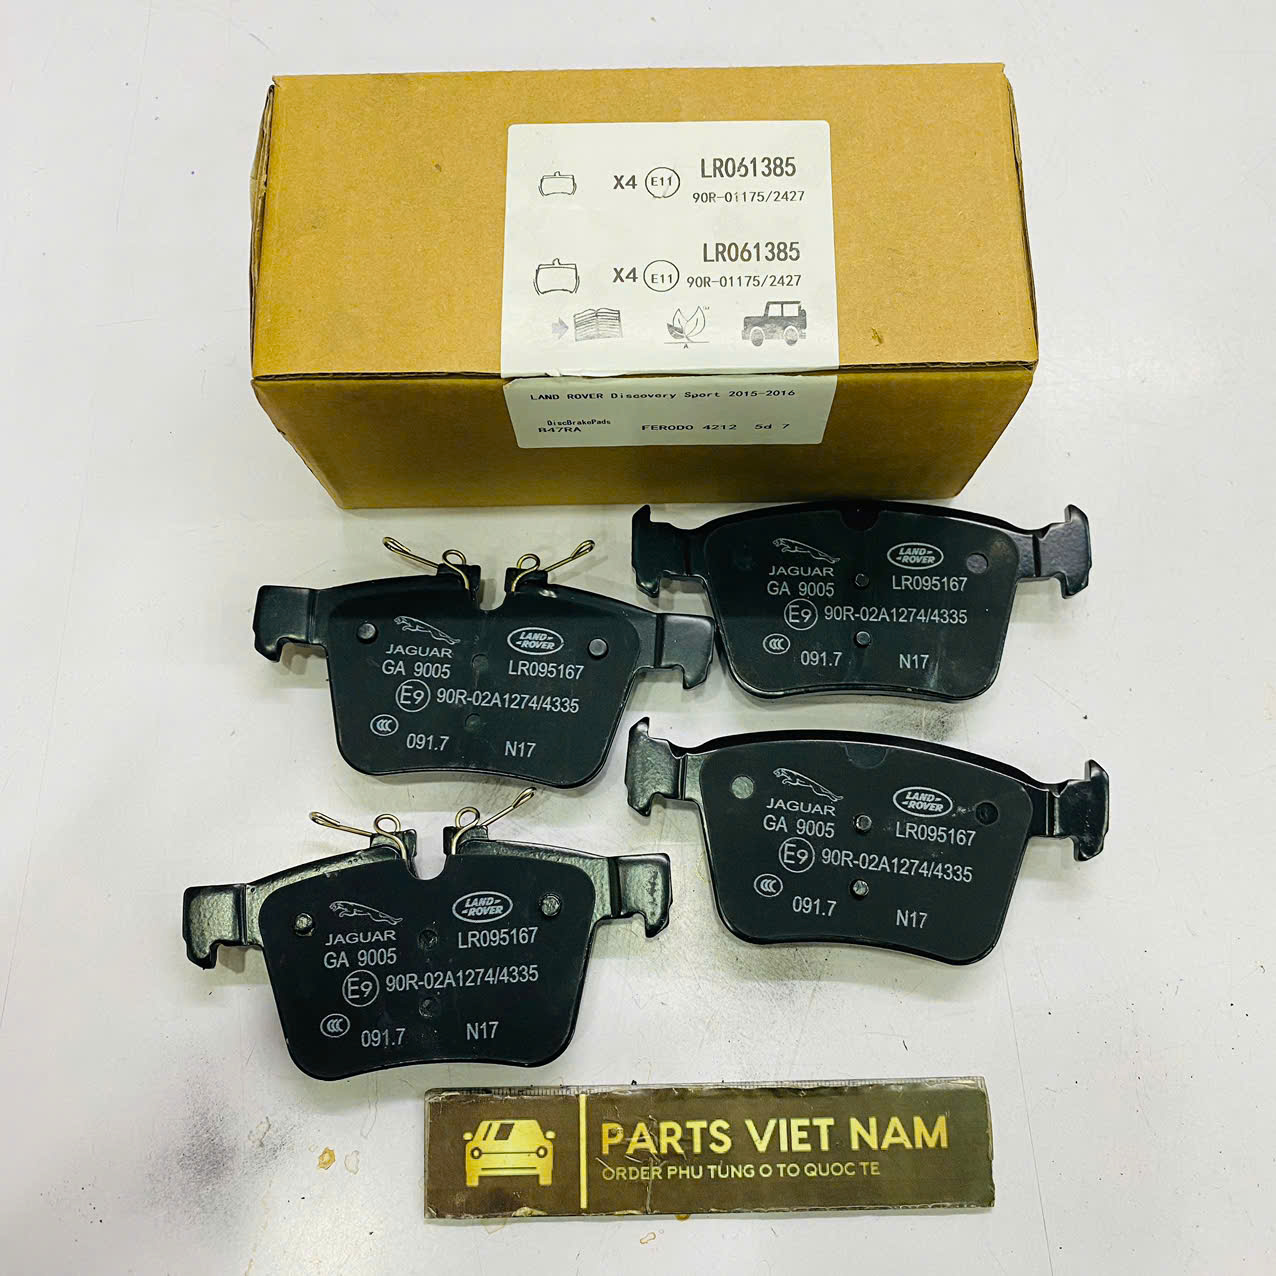 X4 E11 LR061385
90R-01175/2427
LR061385
X4 E11 90R-01175/2427
LAND ROVER Discovery Sport 2015-2016
DiscBrakePads
FERODO 4212 5d 7
JAGUAR LAND ROVER
GA 9005 LR095167
E9 90R-02A1274/4335
CCC 091.7 N17
JAGUAR LAND ROVER
GA 9005 LR095167
E9 90R-02A1274/4335
CCC 091.7 N17
JAGUAR LAND ROVER
GA 9005 LR095167
E9 90R-02A1274/4335
CCC 091.7 N17
JAGUAR LAND ROVER
GA 9005 LR095167
E9 90R-02A1274/4335
CCC 091.7 N17
PARTS VIET NAM
ORDER PHU TUNG O TO QUOC TE